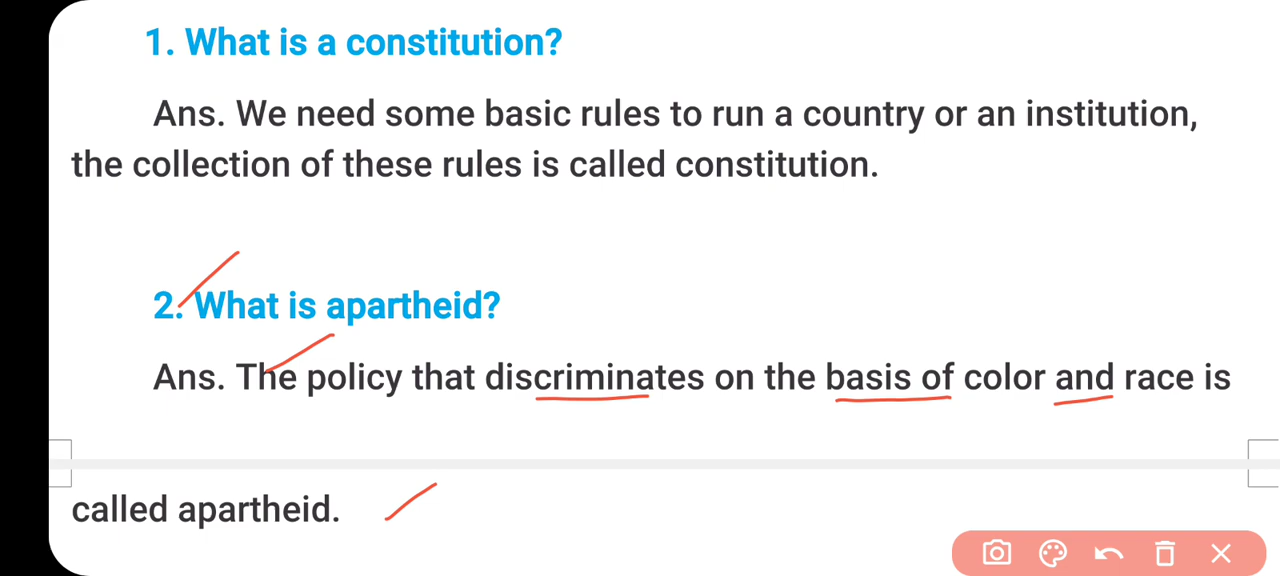 1. What is a constitution?
Ans. We need some basic rules to run a country or an institution,
the collection of these rules is called constitution.
2. What is apartheid?
Ans. The policy that discriminates on the basis of color and race is
called apartheid.